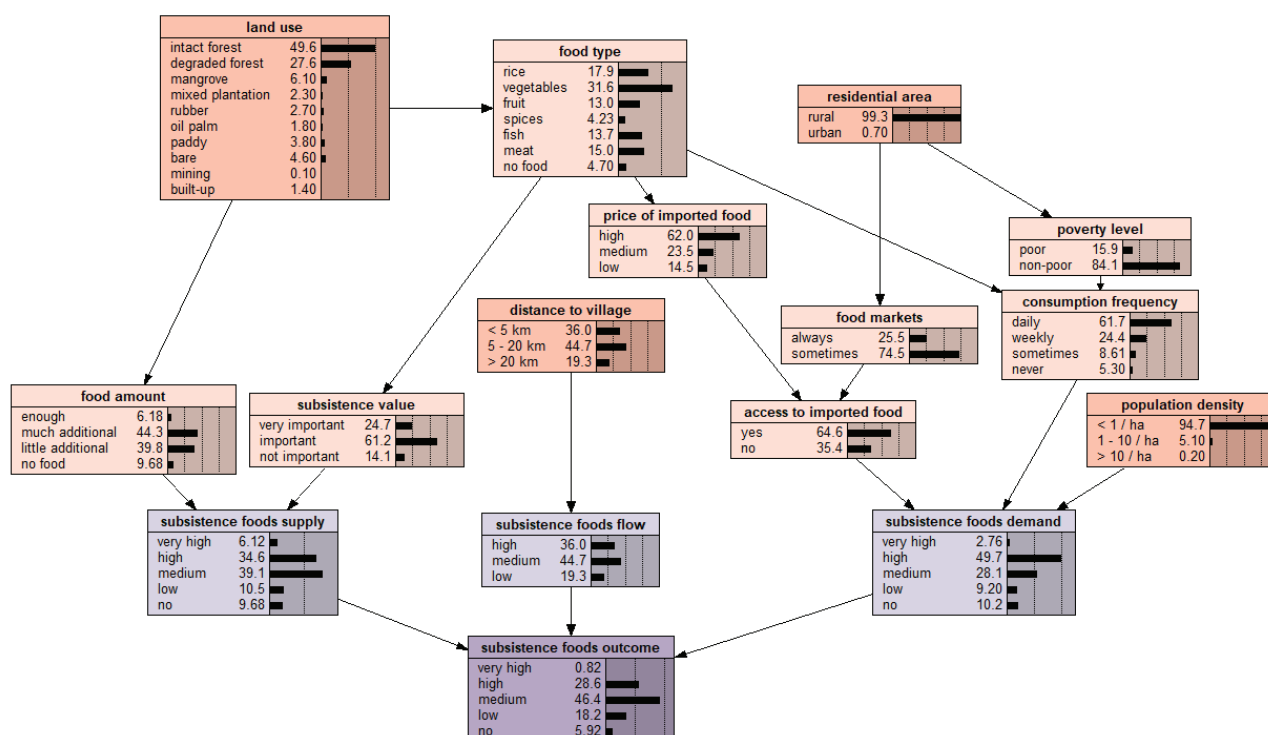 land use
intact forest 49.6
degraded forest 27.6
mangrove 6.10
mixed plantation 2.30
rubber 2.70
oil palm 1.80
paddy 3.80
bare 4.60
mining 0.10
built-up 1.40
food type
rice 17.9
vegetables 31.6
fruit 13.0
spices 4.23
fish 13.7
meat 15.0
no food 4.70
residential area
rural 99.3
urban 0.70
price of imported food
high 62.0
medium 23.5
low 14.5
poverty level
poor 15.9
non-poor 84.1
distance to village
< 5 km 36.0
5 - 20 km 44.7
> 20 km 19.3
food markets
always 25.5
sometimes 74.5
consumption frequency
daily 61.7
weekly 24.4
sometimes 8.61
never 5.30
food amount
enough 6.18
much additional 44.3
little additional 39.8
no food 9.68
subsistence value
very important 24.7
important 61.2
not important 14.1
access to imported food
yes 64.6
no 35.4
population density
< 1 / ha 94.7
1 - 10 / ha 5.10
> 10 / ha 0.20
subsistence foods supply
very high 6.12
high 34.6
medium 39.1
low 10.5
no 9.68
subsistence foods flow
high 36.0
medium 44.7
low 19.3
subsistence foods demand
very high 2.76
high 49.7
medium 28.1
low 9.20
no 10.2
subsistence foods outcome
very high 0.82
high 28.6
medium 46.4
low 18.2
no 5.92